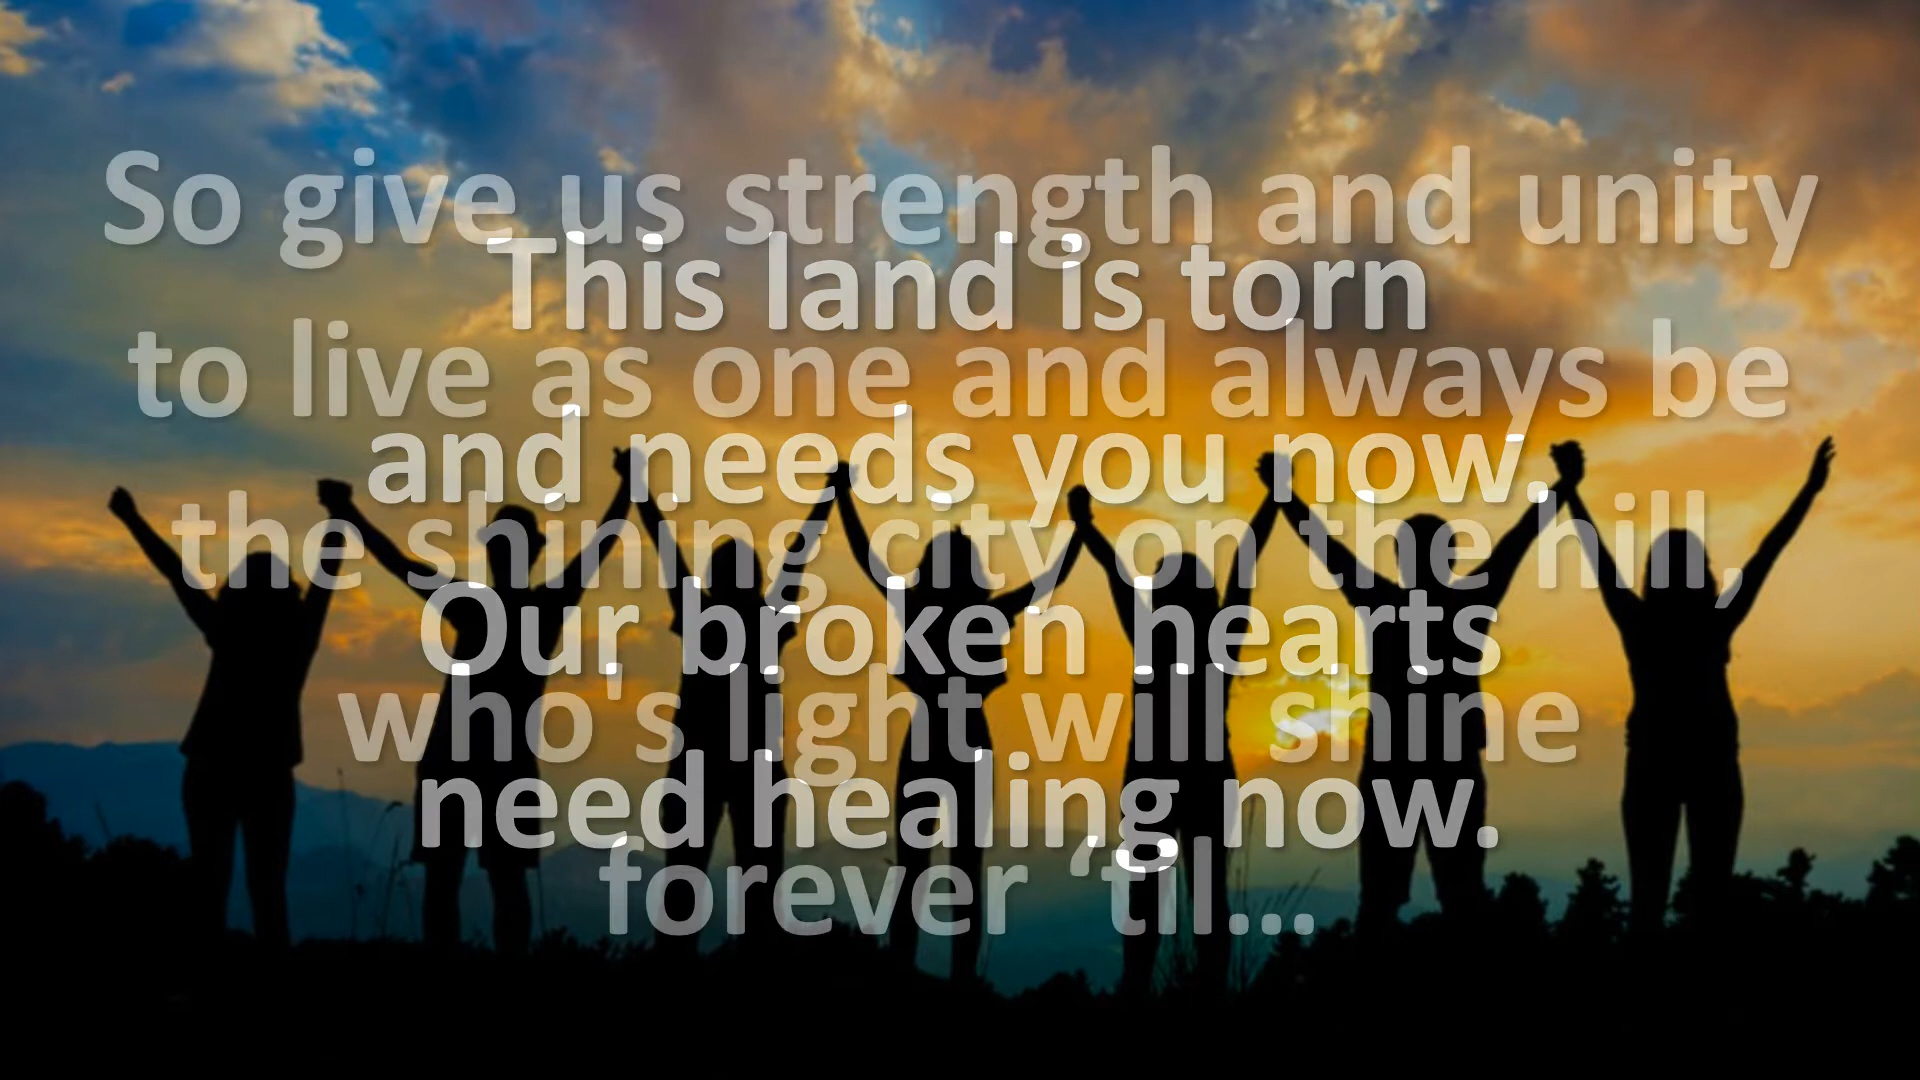 So give us strength and unity
This land is torn
to live as one and always be
and needs you now.
the shining city on the hill,
Our broken hearts
who's light will shine
need healing now.
forever ‘til...